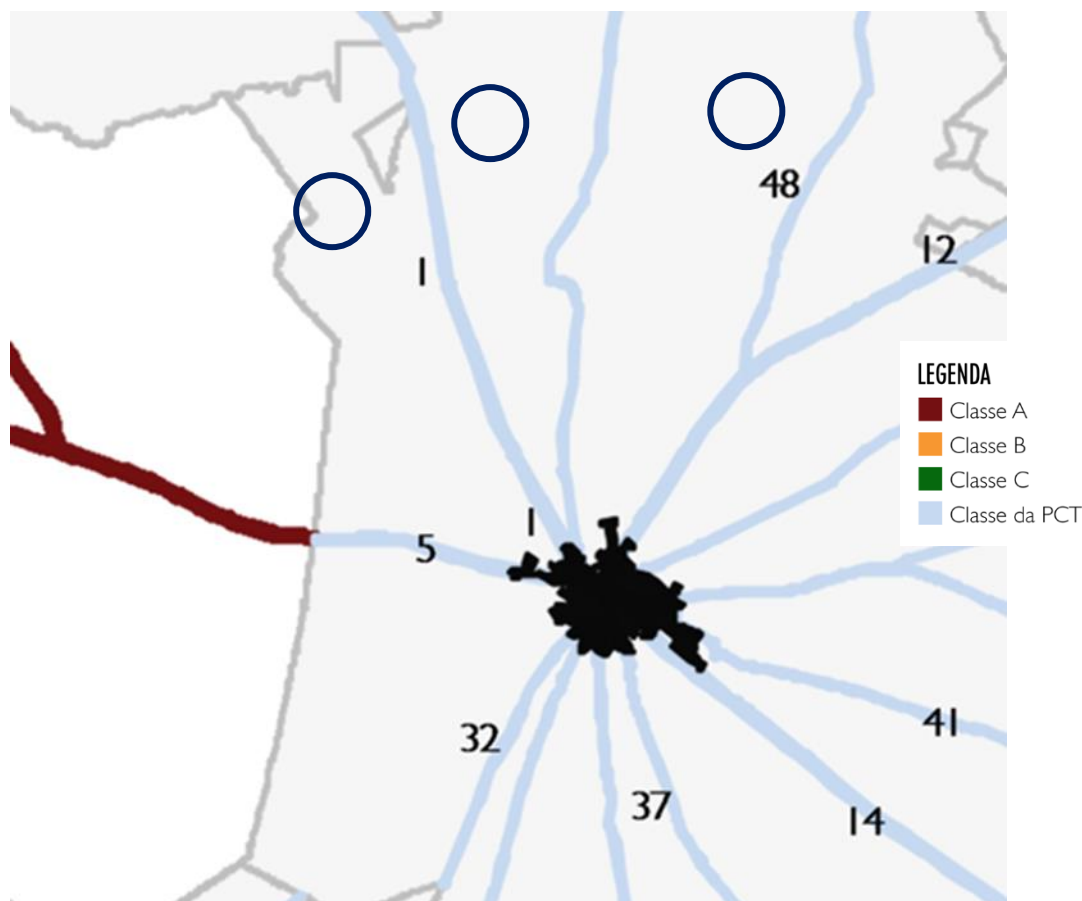 48
12
1
LEGENDA
Classe A
Classe B
Classe C
Classe da PCT
1
5
41
32
37
14